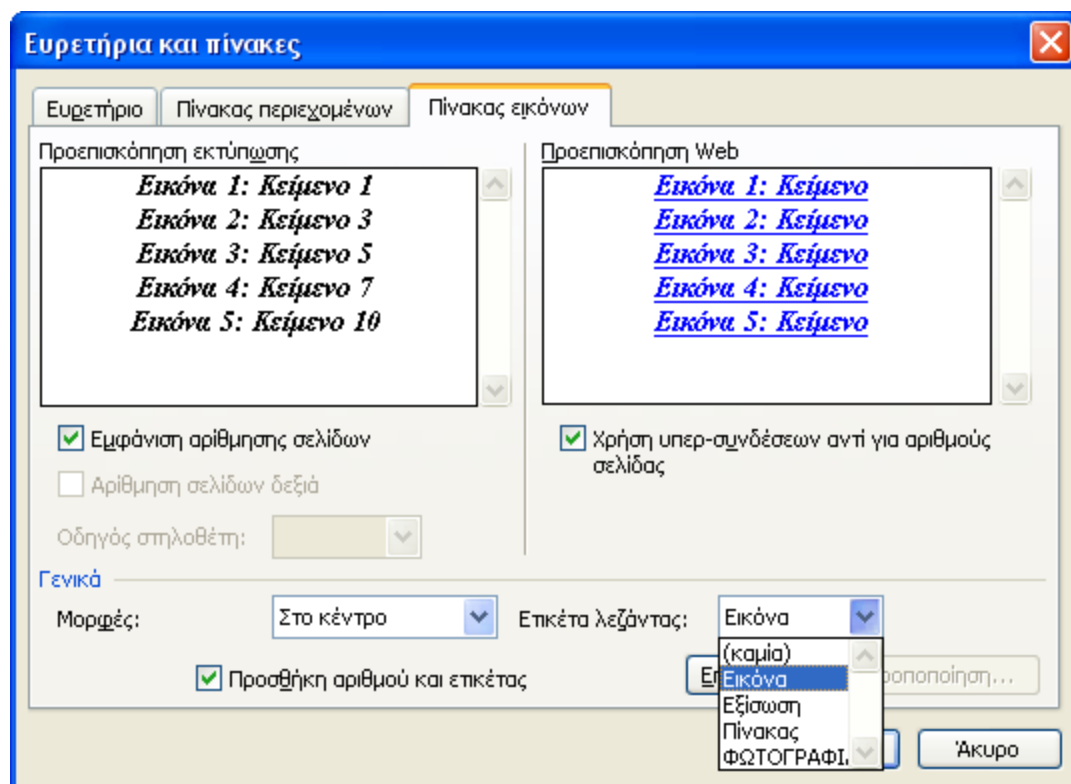 Ευρετήρια και πίνακες
Ευρετήριο
Πίνακας περιεχομένων
Πίνακας εικόνων
Προεπισκόπηση εκτύπωσης
Εικόνα 1: Κείμενο 1
Εικόνα 2: Κείμενο 3
Εικόνα 3: Κείμενο 5
Εικόνα 4: Κείμενο 7
Εικόνα 5: Κείμενο 10
Προεπισκόπηση Web
Εικόνα 1: Κείμενο
Εικόνα 2: Κείμενο
Εικόνα 3: Κείμενο
Εικόνα 4: Κείμενο
Εικόνα 5: Κείμενο
Εμφάνιση αρίθμησης σελίδων
Αρίθμηση σελίδων δεξιά
Οδηγός στηλοθέτη:
Χρήση υπερ-συνδέσεων αντί για αριθμούς
σελίδας
Γενικά
Μορφές:
Στο κέντρο
Ετικέτα λεζάντας:
Εικόνα
(καμία)
Εικόνα
Εξίσωση
Πίνακας
Προσθήκη αριθμού και ετικέτας
Άκυρο